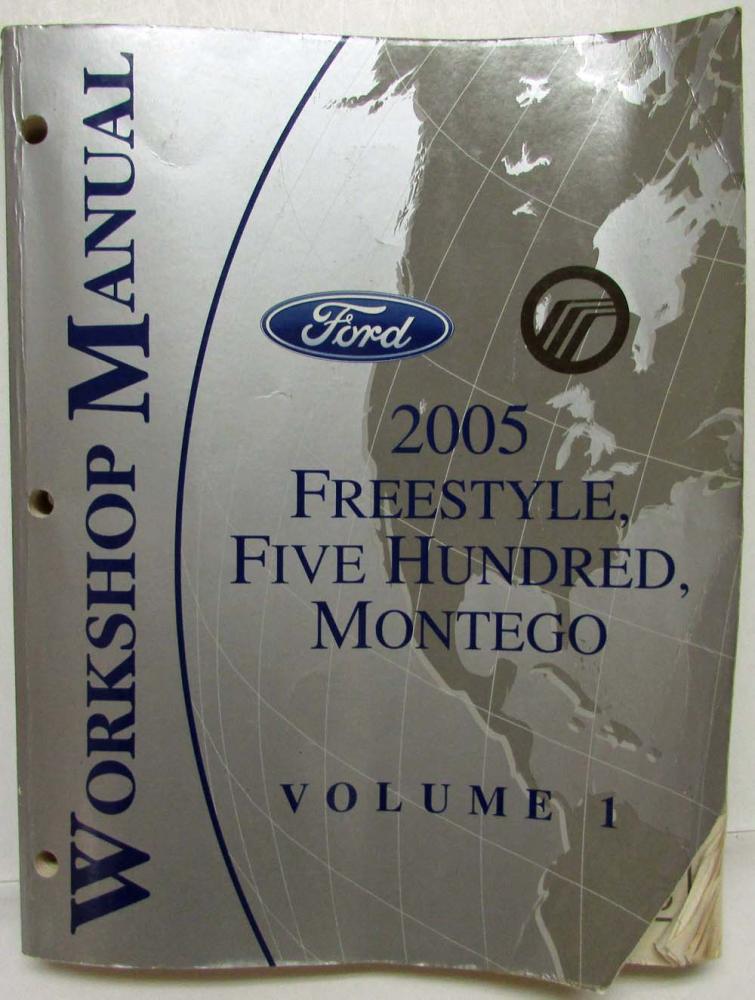 WORKSHOP MANUAL
Ford
2005
FREESTYLE,
FIVE HUNDRED,
MONTEGO
VOLUME 1